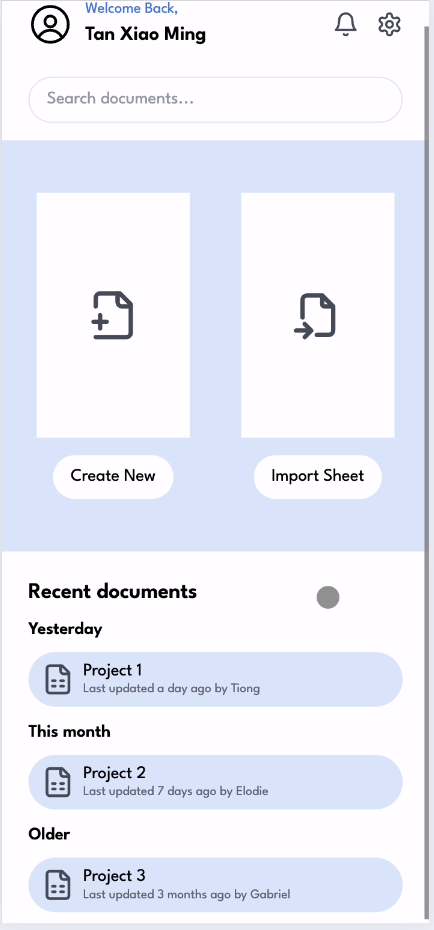 Welcome Back,
Tan Xiao Ming
Search documents...
Create New
Import Sheet
Recent documents
Yesterday
Project 1
Last updated a day ago by Tiong
This month
Project 2
Last updated 7 days ago by Elodie
Older
Project 3
Last updated 3 months ago by Gabriel